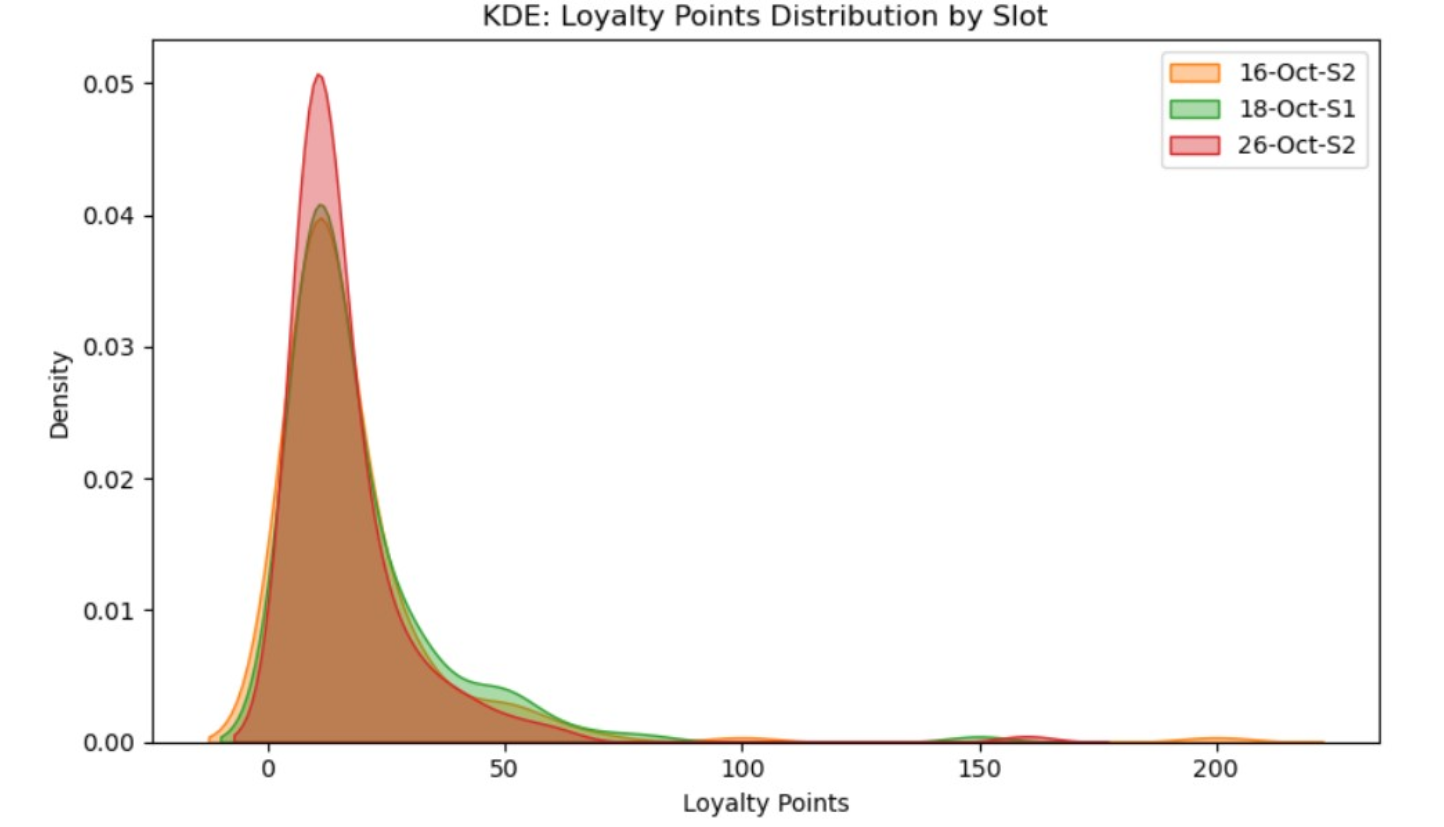 KDE: Loyalty Points Distribution by Slot
16-Oct-S2
18-Oct-S1
26-Oct-S2
0.05
0.04
0.03
0.02
0.01
0.00
Density
0 50 100 150 200
Loyalty Points